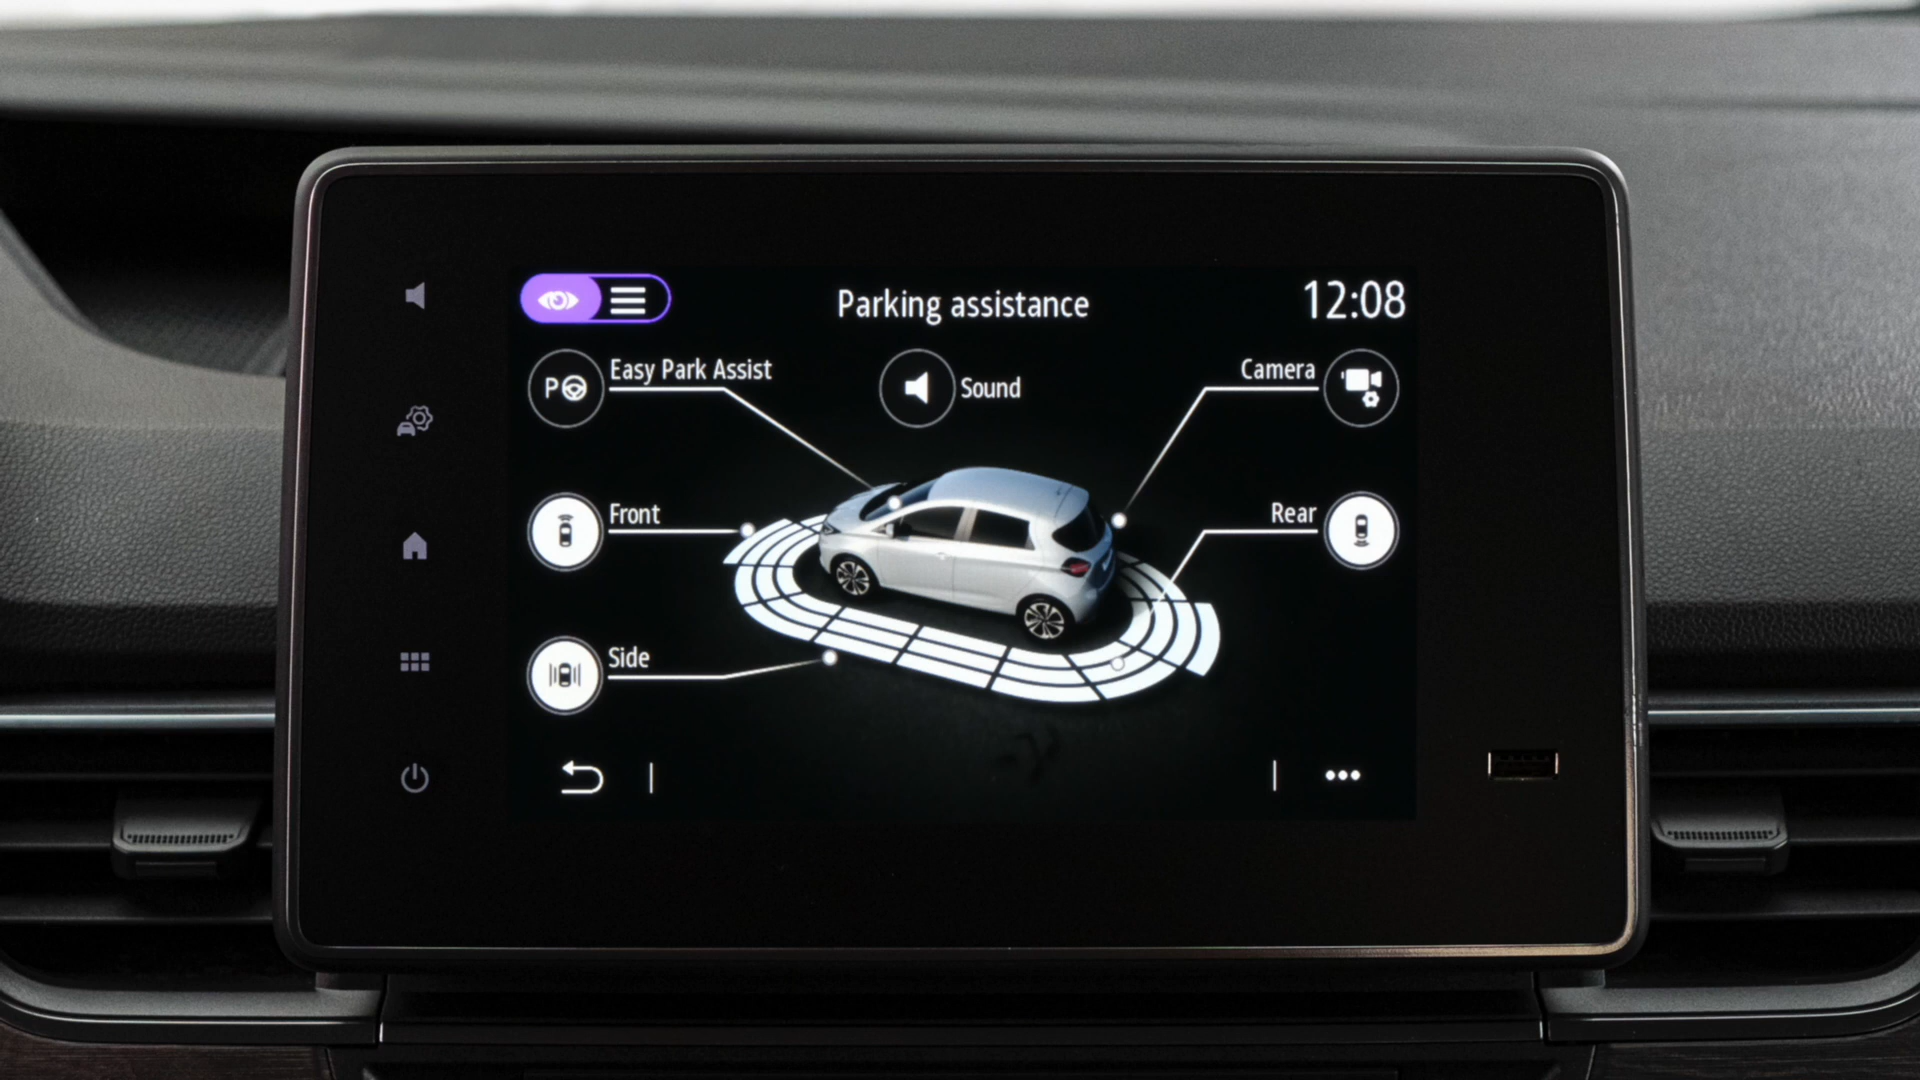 Parking assistance
12:08
Easy Park Assist
Sound
Camera
P
Front
Rear
Side